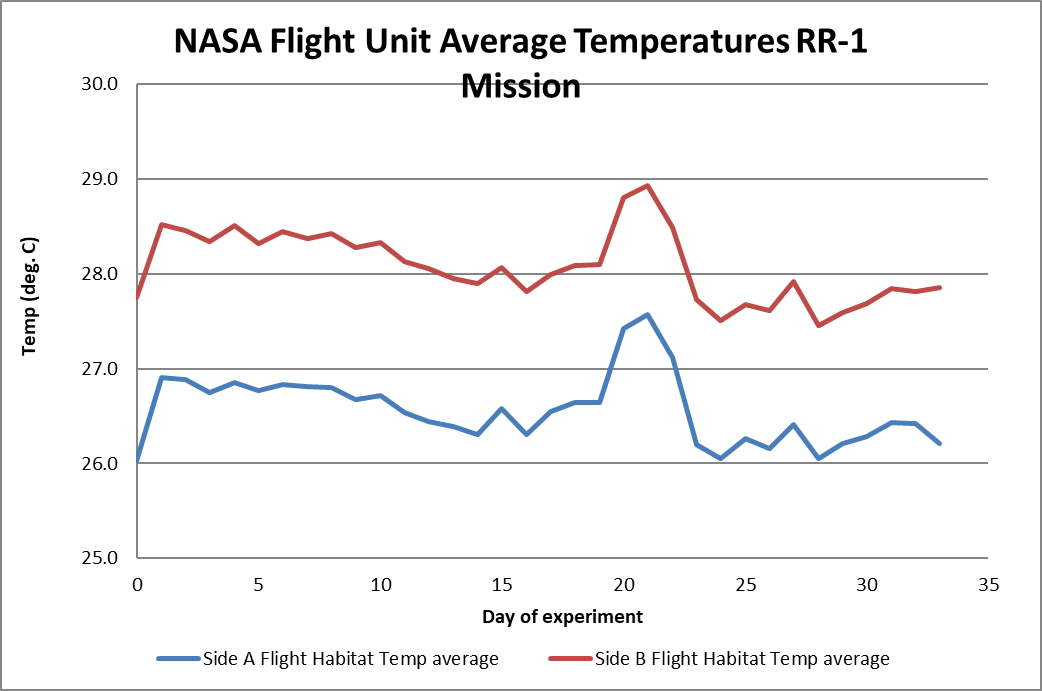 NASA Flight Unit Average Temperatures RR-1
Mission
30.0
29.0
28.0
27.0
26.0
25.0
Temp (deg. C)
0 5 10 15 20 25 30 35
Day of experiment
Side A Flight Habitat Temp average Side B Flight Habitat Temp average